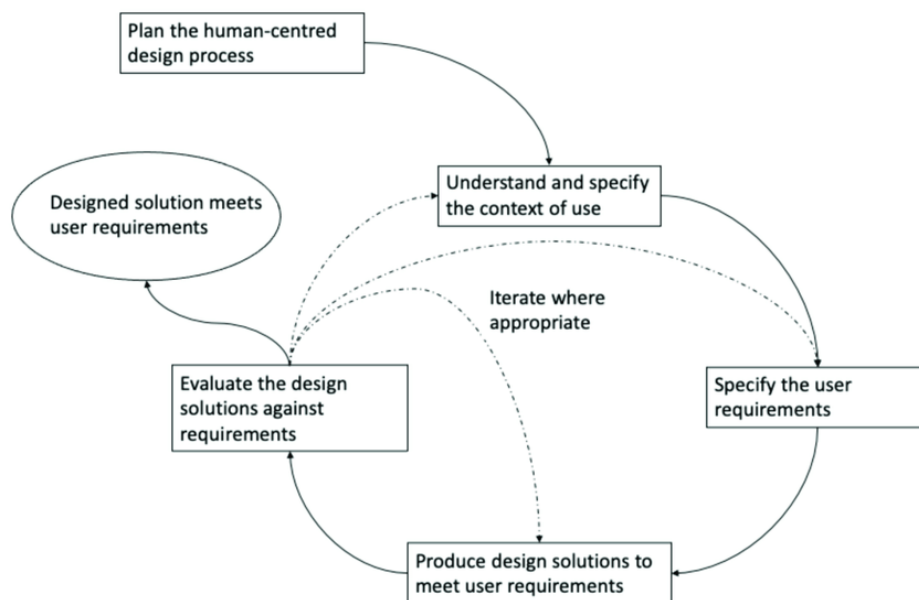 Plan the human-centred
design process
Understand and specify
the context of use
Designed solution meets
user requirements
Iterate where
appropriate
Evaluate the design
solutions against
requirements
Specify the user
requirements
Produce design solutions to
meet user requirements